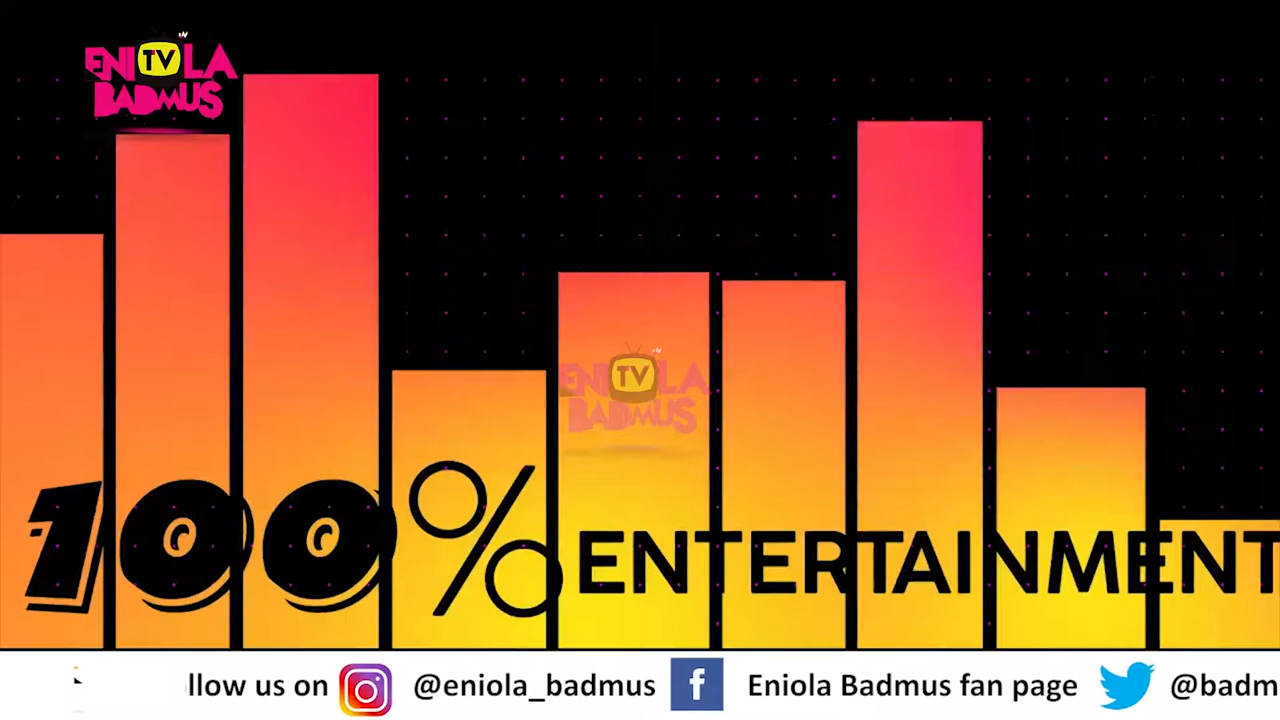 ENIOLA TV
BADMUS
ENIOLA TV
BADMUS
100% ENTERTAINMENT
llow us on @eniola_badmus Eniola Badmus fan page @badm